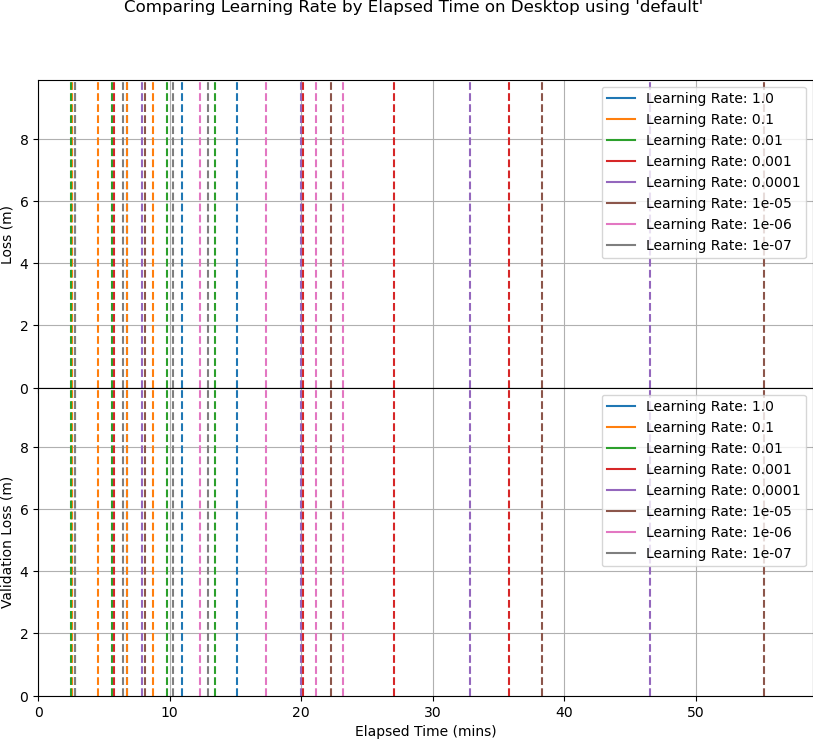 Comparing Learning Rate by Elapsed Time on Desktop using 'default'
Loss (m)
8
6
4
2
0
Learning Rate: 1.0
Learning Rate: 0.1
Learning Rate: 0.01
Learning Rate: 0.001
Learning Rate: 0.0001
Learning Rate: 1e-05
Learning Rate: 1e-06
Learning Rate: 1e-07
Validation Loss (m)
8
6
4
2
0
Learning Rate: 1.0
Learning Rate: 0.1
Learning Rate: 0.01
Learning Rate: 0.001
Learning Rate: 0.0001
Learning Rate: 1e-05
Learning Rate: 1e-06
Learning Rate: 1e-07
0 10 20 30 40 50
Elapsed Time (mins)